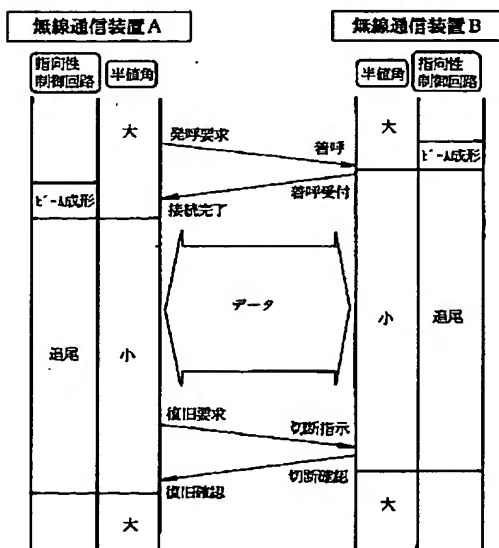 無線通信装置A
無線通信装置B
指向性
制御回路
半値角
半値角
指向性
制御回路
大
大
発呼要求
着呼
ビーム成形
ビーム成形
着呼受付
接続完了
データ
追尾
小
小
追尾
復旧要求
切断指示
切断確認
復旧確認
大
大